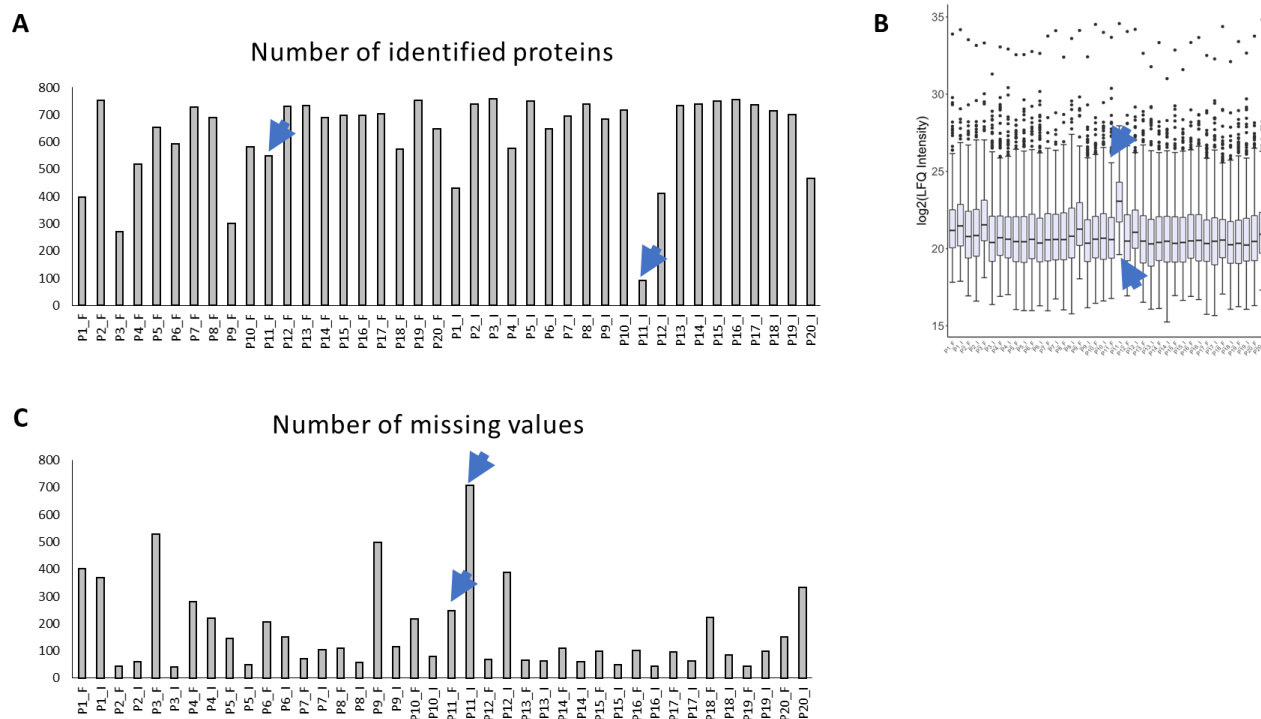 A
Number of identified proteins
800
700
600
500
400
300
200
100
0
P1_F
P2_F
P3_F
P4_F
P5_F
P6_F
P7_F
P8_F
P9_F
P10_F
P11_F
P12_F
P13_F
P14_F
P15_F
P16_F
P17_F
P18_F
P20_F
P1_I
P2_I
P3_I
P4_I
P5_I
P6_I
P7_I
P8_I
P9_I
P10_I
P11_I
P12_I
P13_I
P14_I
P15_I
P16_I
P17_I
P18_I
P19_I
P20_I
B
log2(LFQ Intensity)
35
30
25
20
15
C
Number of missing values
800
700
600
500
400
300
200
100
0
P1_F
P1_I
P2_F
P2_I
P3_F
P3_I
P4_F
P4_I
P5_F
P5_I
P6_F
P6_I
P7_F
P7_I
P8_F
P8_I
P9_F
P9_I
P10_F
P10_I
P11_F
P11_I
P12_F
P12_I
P13_F
P13_I
P14_F
P14_I
P15_F
P15_I
P16_F
P16_I
P17_F
P17_I
P18_F
P18_I
P19_F
P19_I
P20_F
P20_I